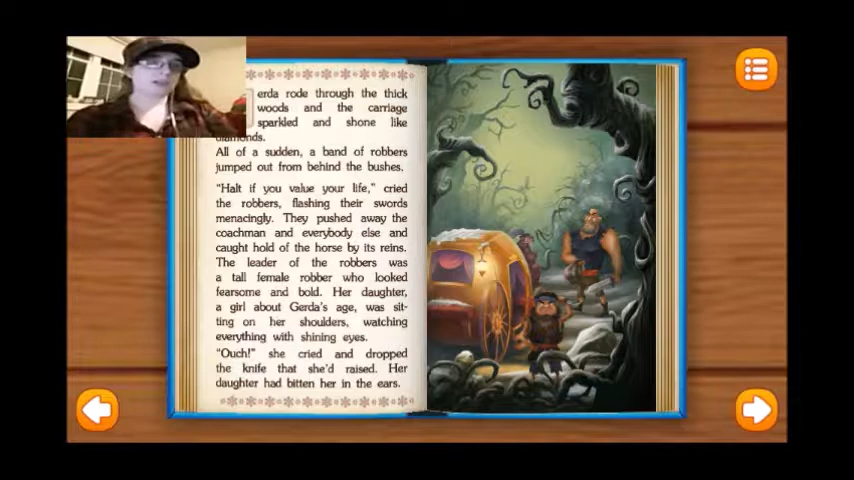 erda rode through the thick
woods and the carriage
sparkled and shone like
diamonds.
All of a sudden, a band of robbers
jumped out from behind the bushes.
“Halt if you value your life,” cried
the robbers, flashing their swords
menacingly. They pushed away the
coachman and everybody else and
caught hold of the horse by its reins.
The leader of the robbers was
a tall female robber who looked
fearsome and bold. Her daughter,
a girl about Gerda's age, was sit-
ting on her shoulders, watching
everything with shining eyes.
“Ouch!” she cried and dropped
the knife that she'd raised. Her
daughter had bitten her in the ears.